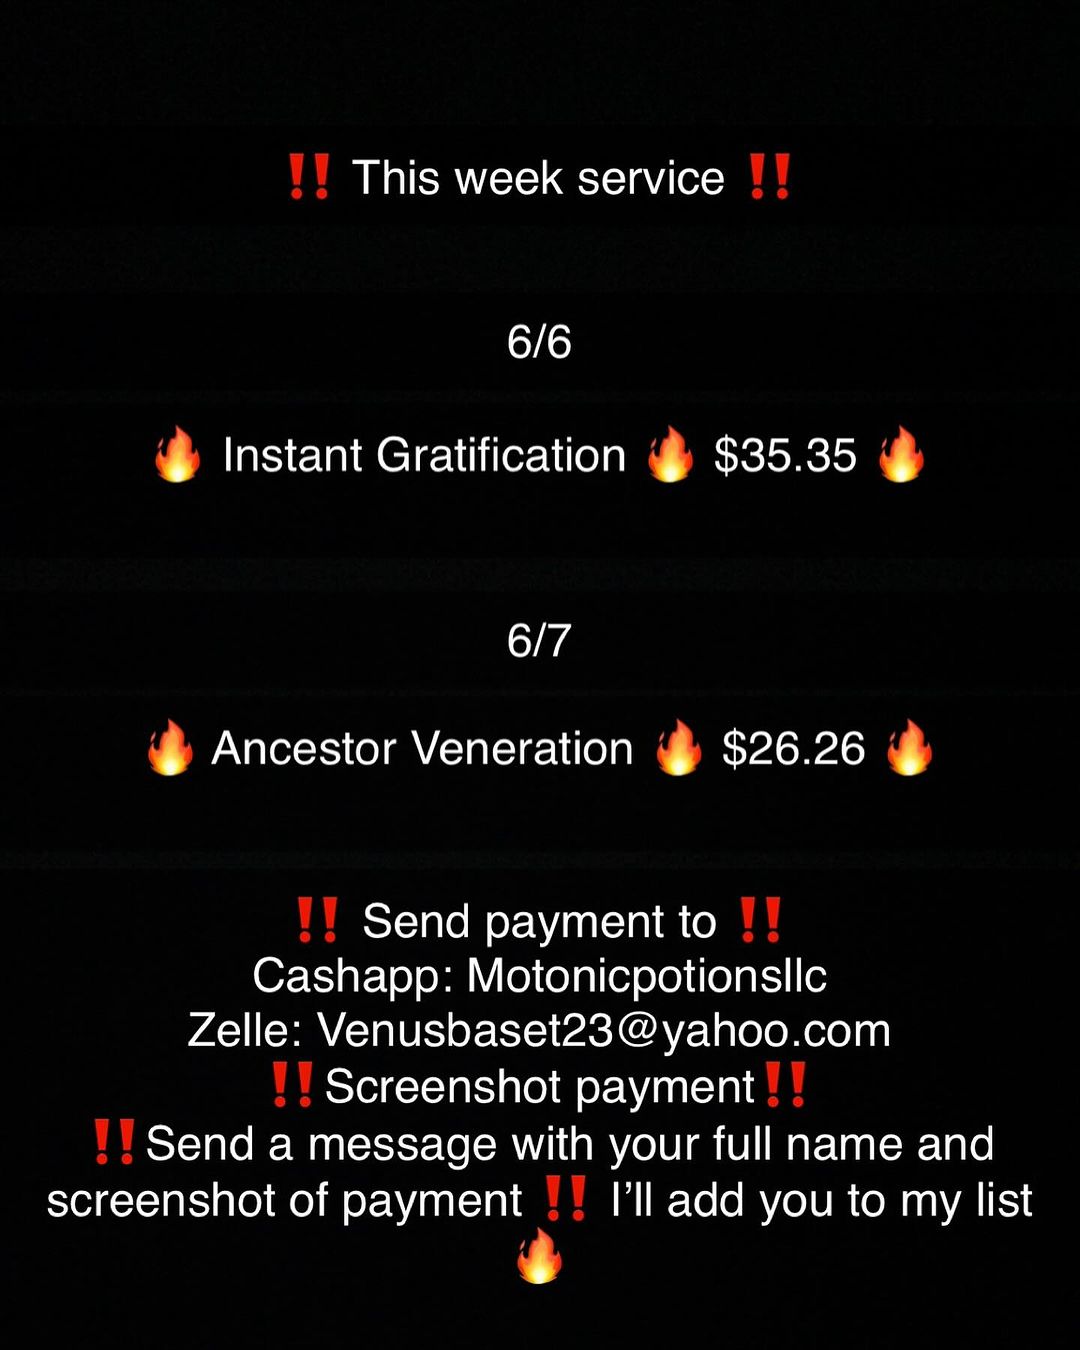 ‼️ This week service ‼️
6/6
🔥 Instant Gratification 🔥 $35.35 🔥
6/7
🔥 Ancestor Veneration 🔥 $26.26 🔥
‼️ Send payment to ‼️
Cashapp: Motonicpotionsllc
Zelle: Venusbaset23@yahoo.com
‼️Screenshot payment‼️
‼️Send a message with your full name and
screenshot of payment ‼️ I’ll add you to my list
🔥